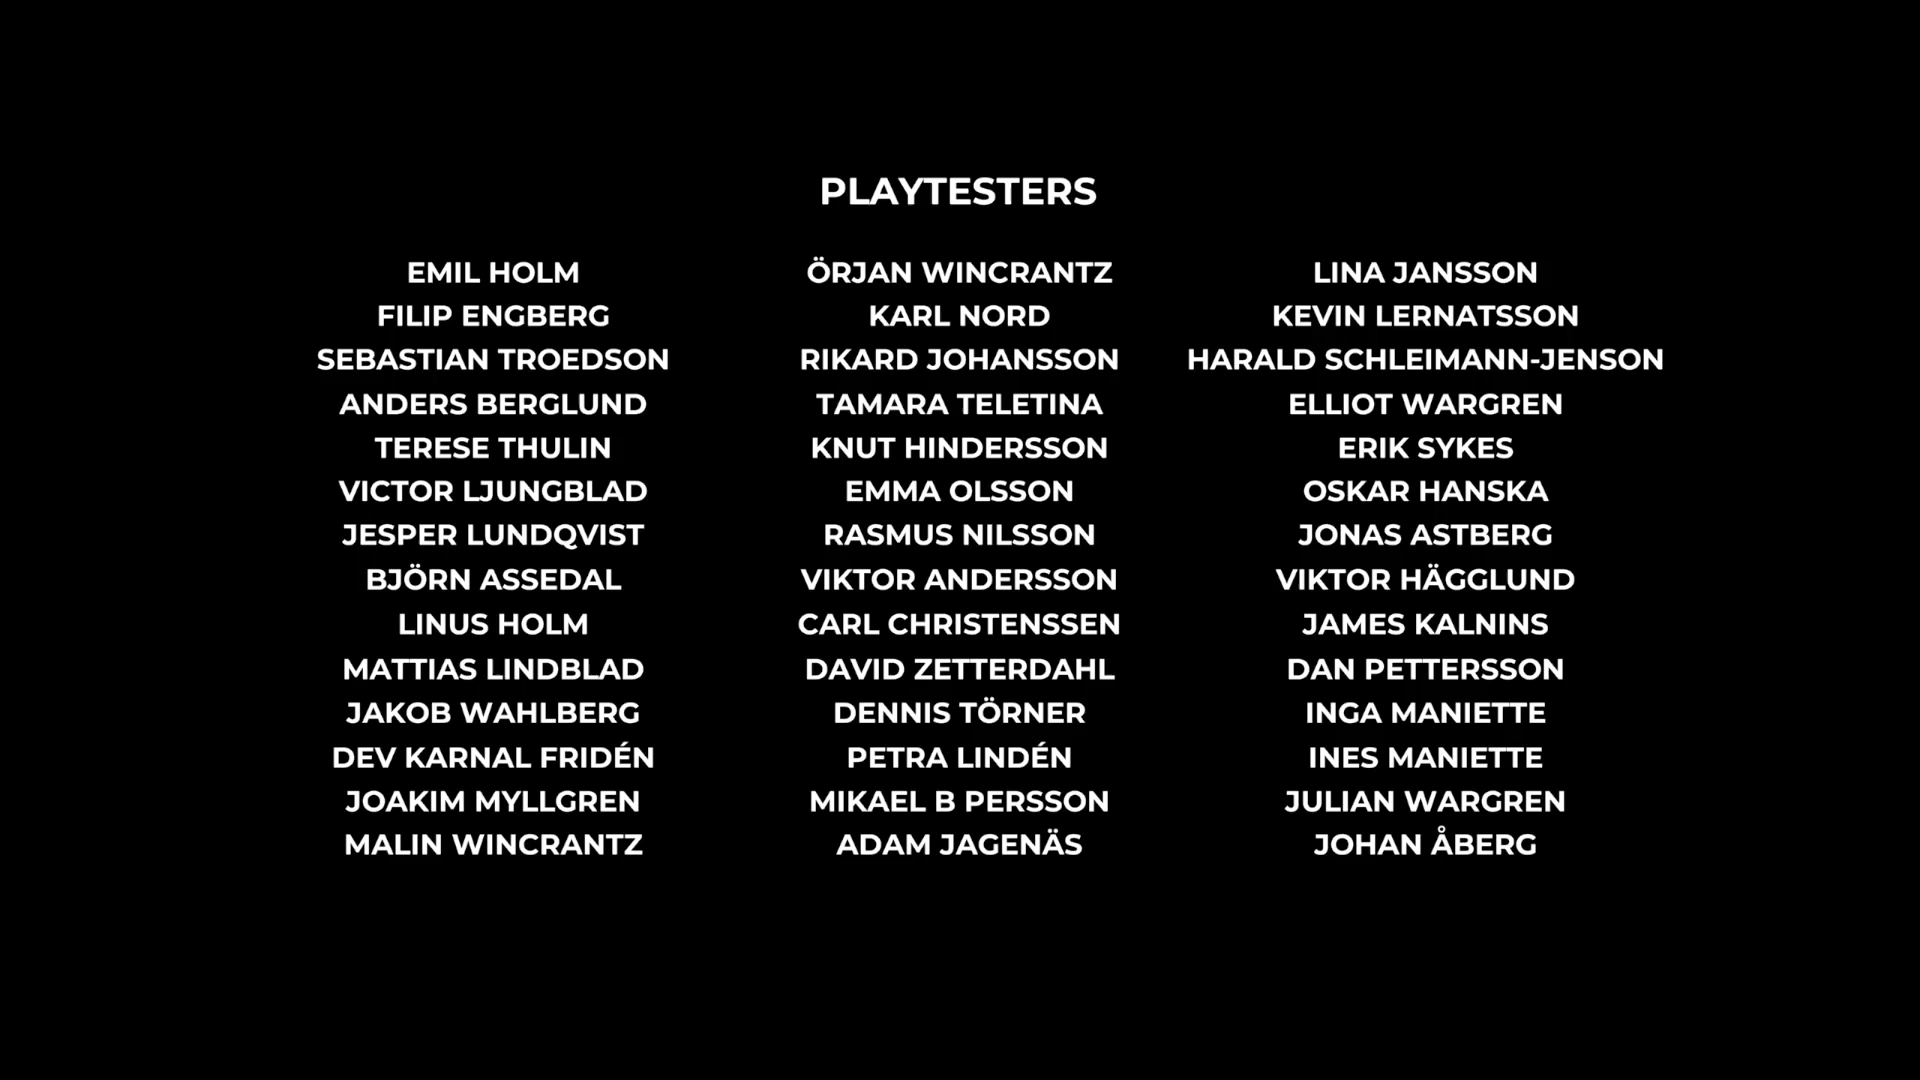 PLAYTESTERS
EMIL HOLM
FILIP ENGBERG
SEBASTIAN TROEDSON
ANDERS BERGLUND
TERESE THULIN
VICTOR LJUNGBLAD
JESPER LUNDQVIST
BJÖRN ASSEDAL
LINUS HOLM
MATTIAS LINDBLAD
JAKOB WAHLBERG
DEV KARNAL FRIDÉN
JOAKIM MYLLGREN
MALIN WINCRANTZ
ÖRJAN WINCRANTZ
KARL NORD
RIKARD JOHANSSON
TAMARA TELETINA
KNUT HINDERSSON
EMMA OLSSON
RASMUS NILSSON
VIKTOR ANDERSSON
CARL CHRISTENSSEN
DAVID ZETTERDAHL
DENNIS TÖRNER
PETRA LINDÉN
MIKAEL B PERSSON
ADAM JAGENÄS
LINA JANSSON
KEVIN LERNATSSON
HARALD SCHLEIMANN-JENSON
ELLIOT WARGREN
ERIK SYKES
OSKAR HANSKA
JONAS ASTBERG
VIKTOR HÄGGLUND
JAMES KALNINS
DAN PETTERSSON
INGA MANIETTE
INES MANIETTE
JULIAN WARGREN
JOHAN ÅBERG